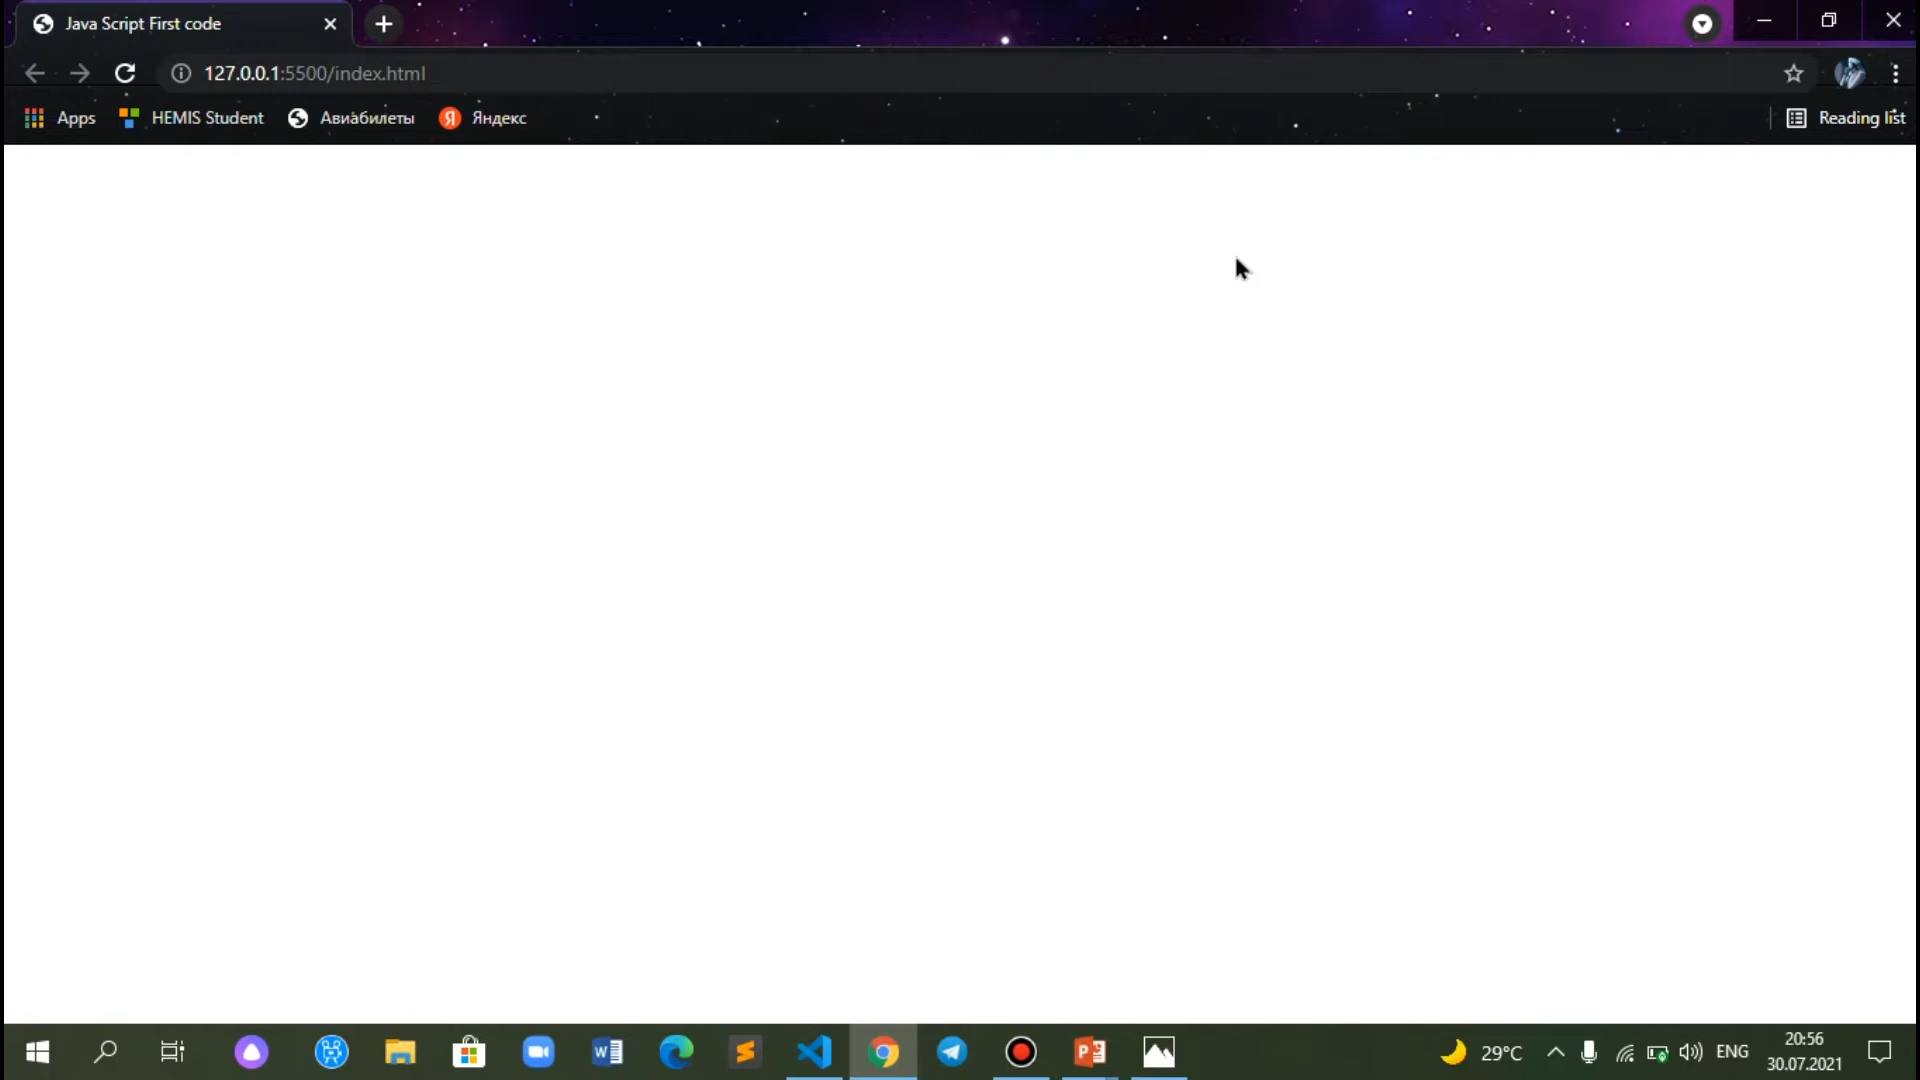 Java Script First code
127.0.0.1:5500/index.html
Apps
HEMIS Student
Авиабилеты
Яндекс
Reading list
29°C
ENG
20:56
30.07.2021